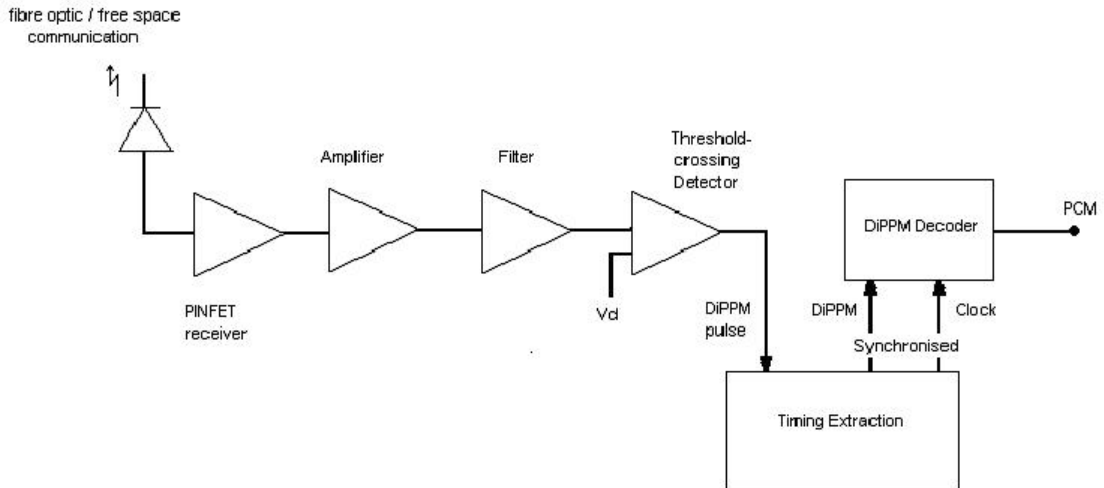 fibre optic / free space
communication
Amplifier
Filter
Threshold-
crossing
Detector
PINFET
receiver
Vd
DiPPM
pulse
DiPPM Decoder
PCM
DiPPM
Clock
Synchronised
Timing Extraction